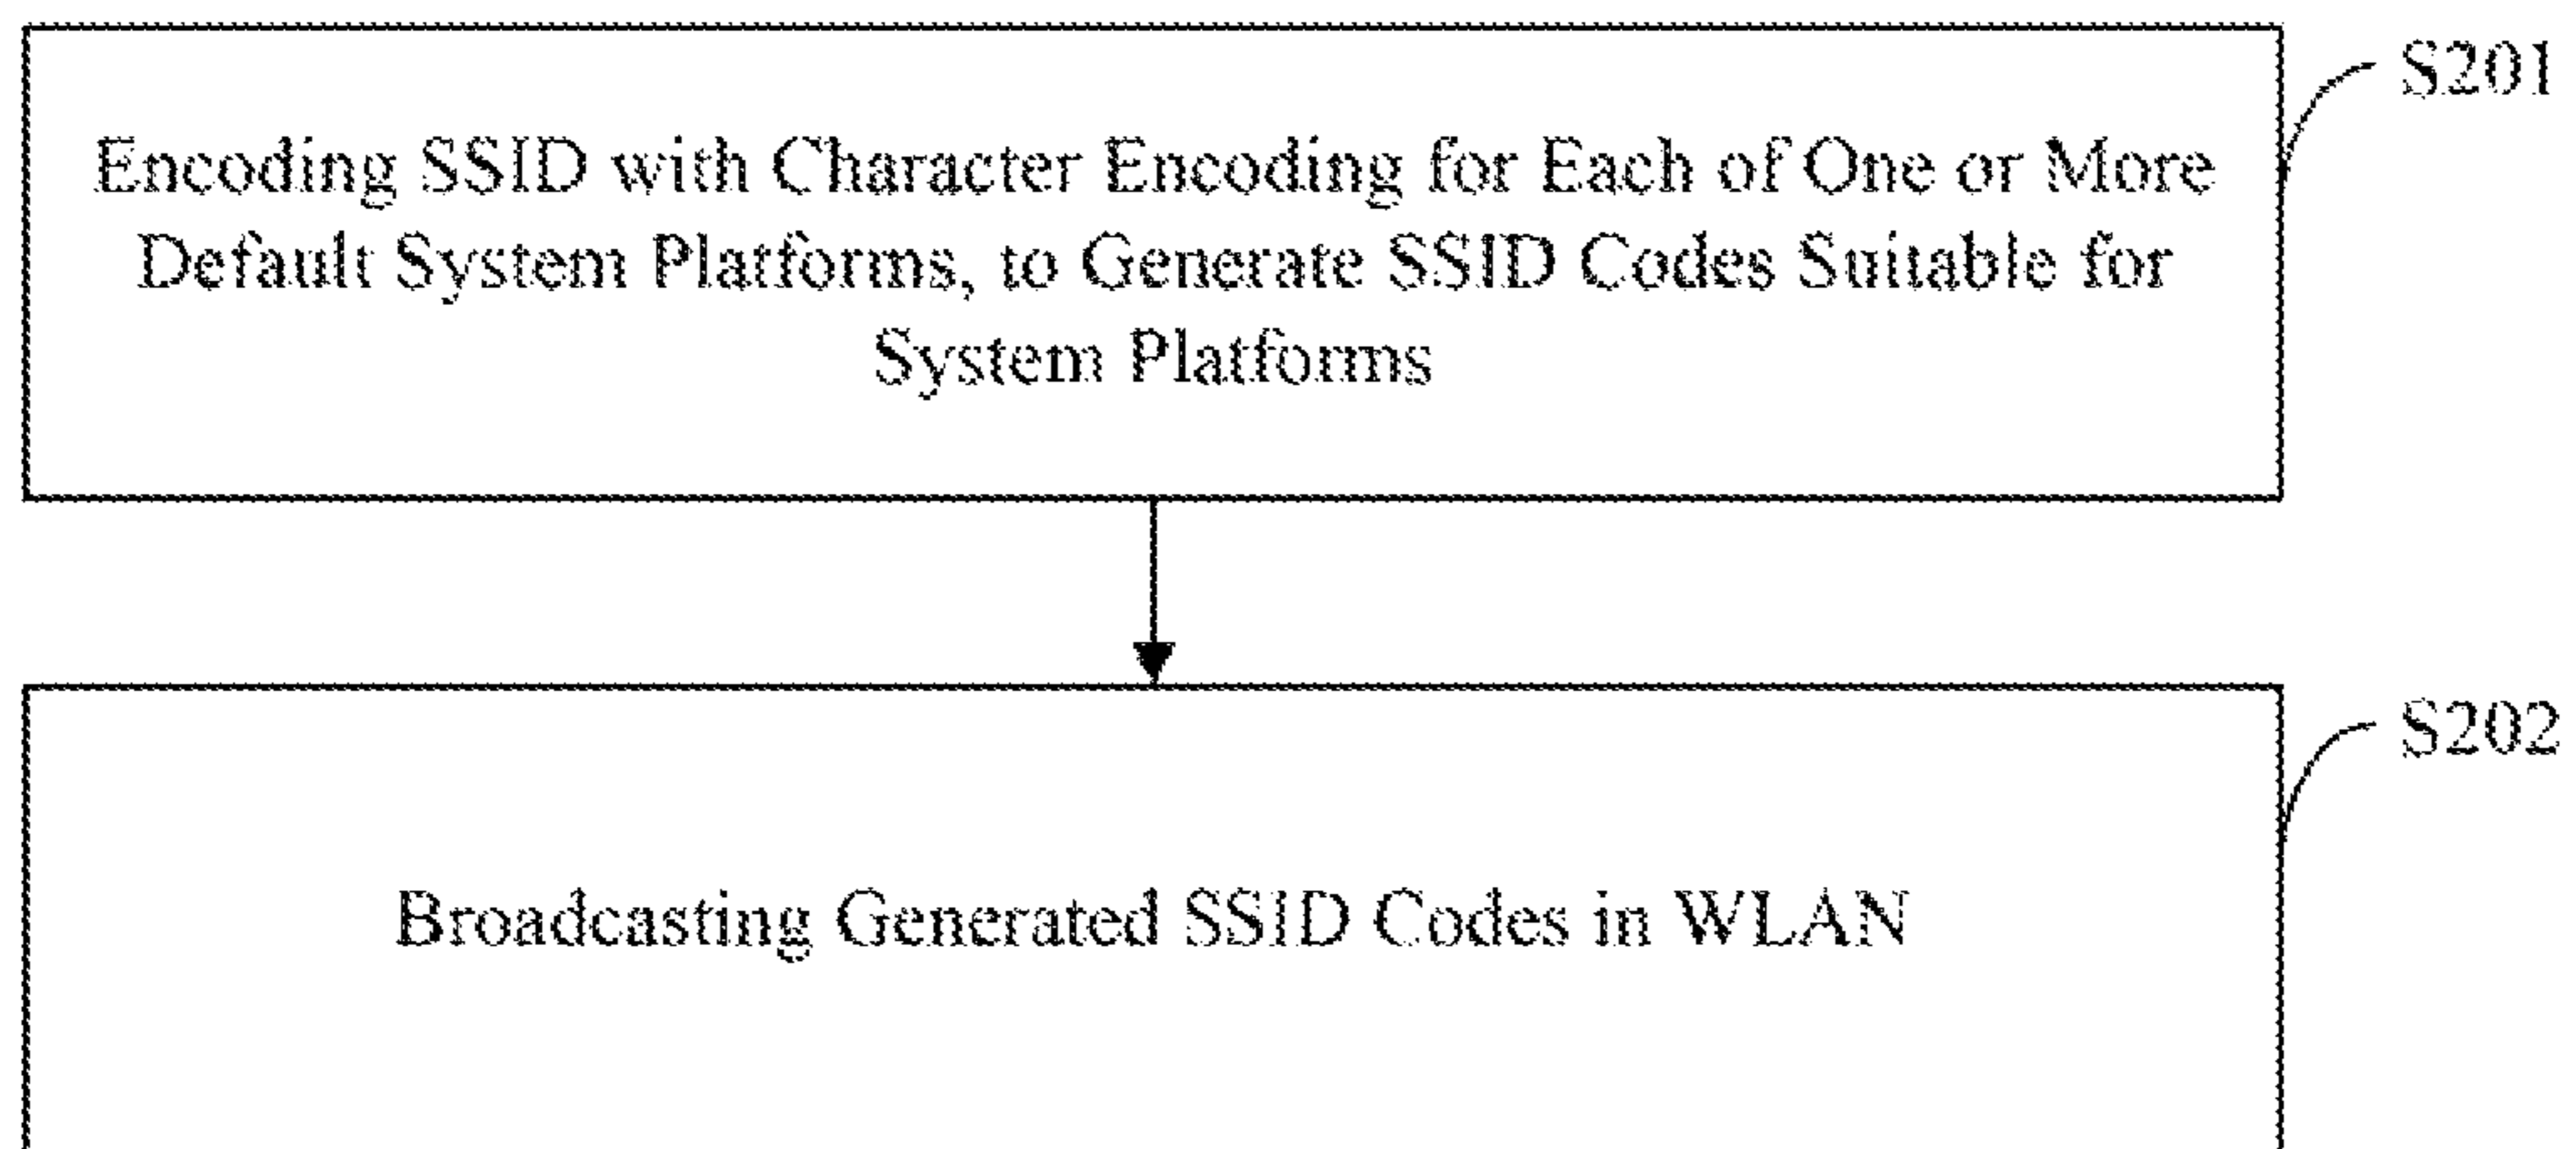 S201
Encoding SSID with Character Encoding for Each of One or More
Default System Platforms, to Generate SSID Codes Suitable for
System Platforms
S202
Broadcasting Generated SSID Codes in WLAN